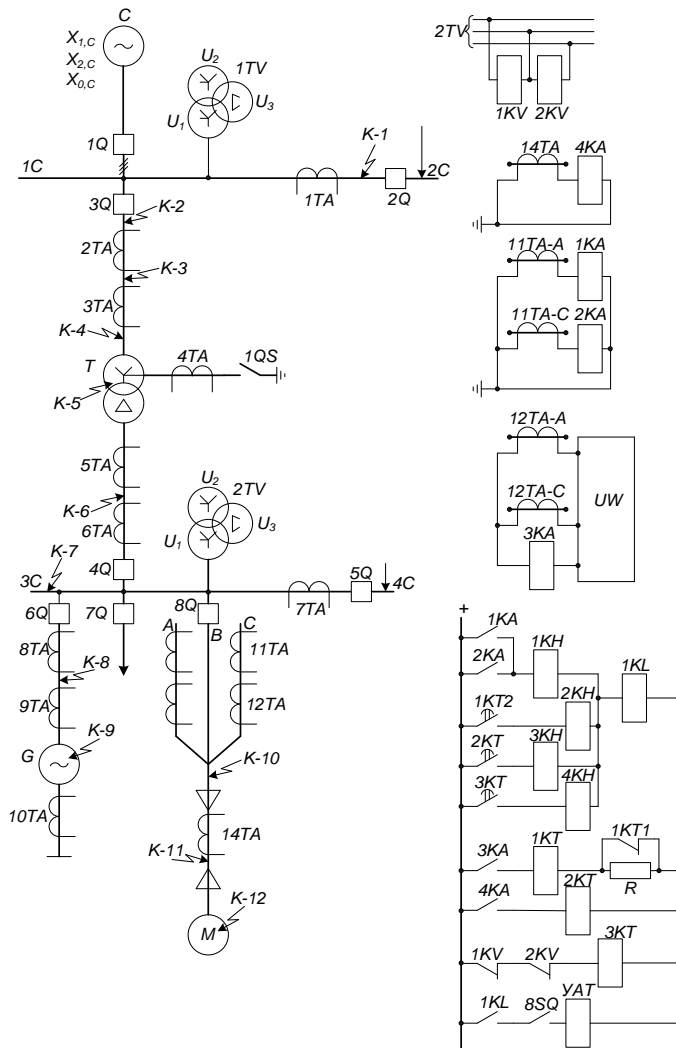 C
X1,C
X2,C
X0,C
U2
1TV
U3
U1
1Q
K-1
1C
2C
1TA
2Q
3Q
K-2
2TA
K-3
3TA
K-4
T
4TA
1QS
K-5
5TA
K-6
6TA
U2
2TV
U3
U1
K-7
4Q
5Q
3C
4C
7TA
6Q
7Q
8Q
A
B
C
8TA
11TA
K-8
9TA
12TA
K-9
G
K-10
10TA
14TA
K-11
K-12
M
2TV
1KV
2KV
14TA
4KA
11TA-A
1KA
11TA-C
2KA
12TA-A
12TA-C
UW
3KA
+
1KA
1KH
2KA
1KL
2KH
1KT2
3KH
2KT
4KH
3KT
1KT1
3KA
1KT
R
4KA
2KT
3KT
1KV
2KV
1KL
8SQ
УАТ